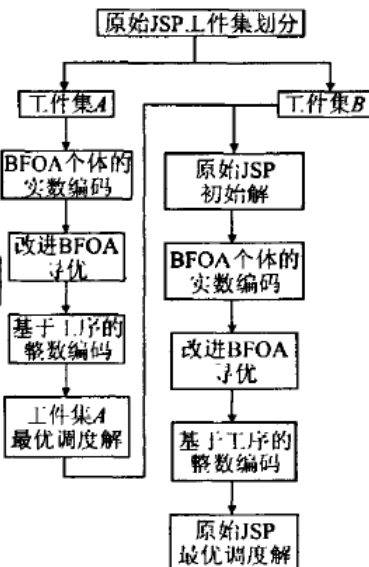 原始JSP工件集划分
工件集A
工件集B
BFOA个体的
实数编码
改进BFOA
寻优
基于工序的
整数编码
工件集A
最优调度解
原始JSP
初始解
BFOA个体的
实数编码
改进BFOA
寻优
基于工序的
整数编码
原始JSP
最优调度解